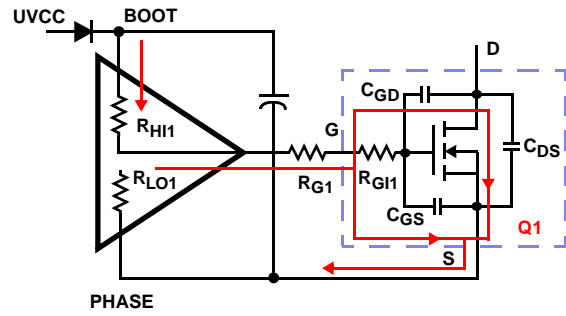 UVCC
BOOT
D
CGD
RHI1
G
CDS
RLO1
RG1
RGI1
CGS
Q1
S
PHASE